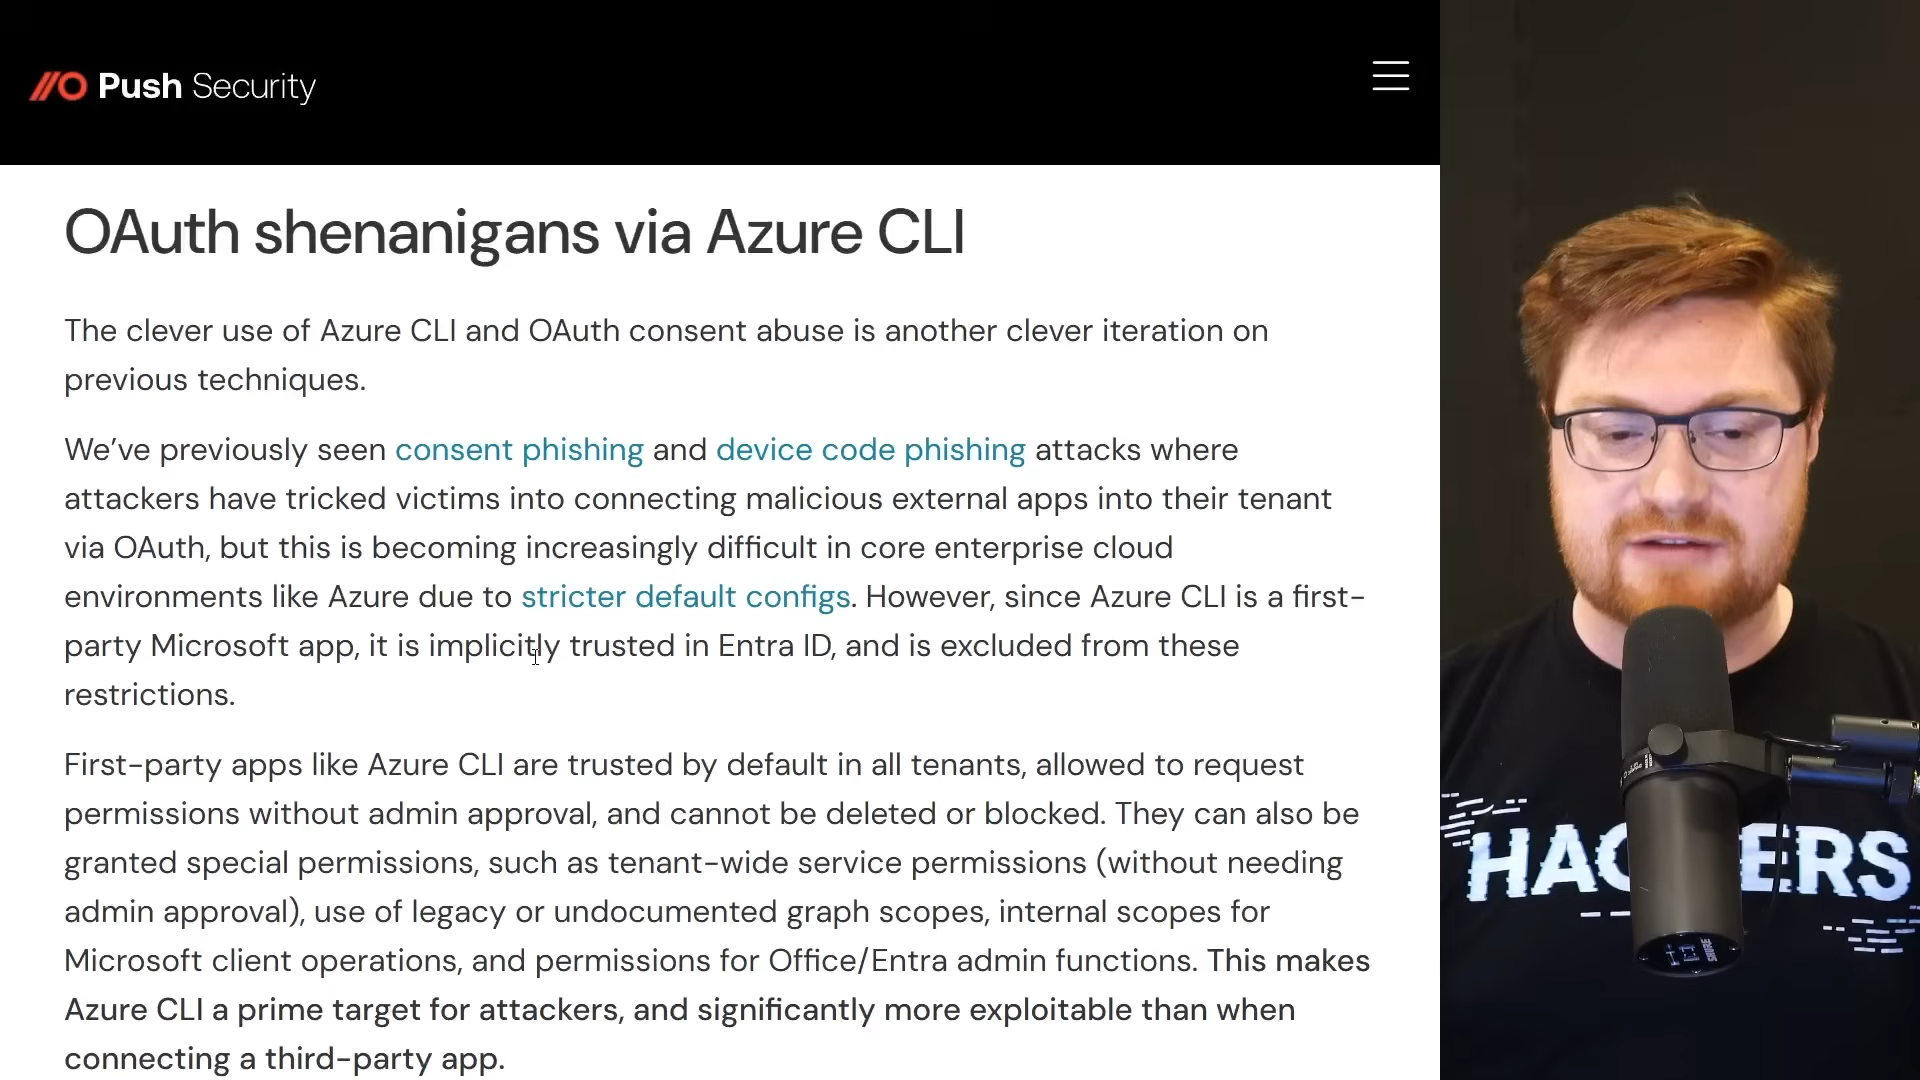 Push Security
OAuth shenanigans via Azure CLI
The clever use of Azure CLI and OAuth consent abuse is another clever iteration on
previous techniques.
We’ve previously seen consent phishing and device code phishing attacks where
attackers have tricked victims into connecting malicious external apps into their tenant
via OAuth, but this is becoming increasingly difficult in core enterprise cloud
environments like Azure due to stricter default configs. However, since Azure CLI is a first-
party Microsoft app, it is implicitly trusted in Entra ID, and is excluded from these
restrictions.
First-party apps like Azure CLI are trusted by default in all tenants, allowed to request
permissions without admin approval, and cannot be deleted or blocked. They can also be
granted special permissions, such as tenant-wide service permissions (without needing
admin approval), use of legacy or undocumented graph scopes, internal scopes for
Microsoft client operations, and permissions for Office/Entra admin functions. This makes
Azure CLI a prime target for attackers, and significantly more exploitable than when
connecting a third-party app.
SHURE